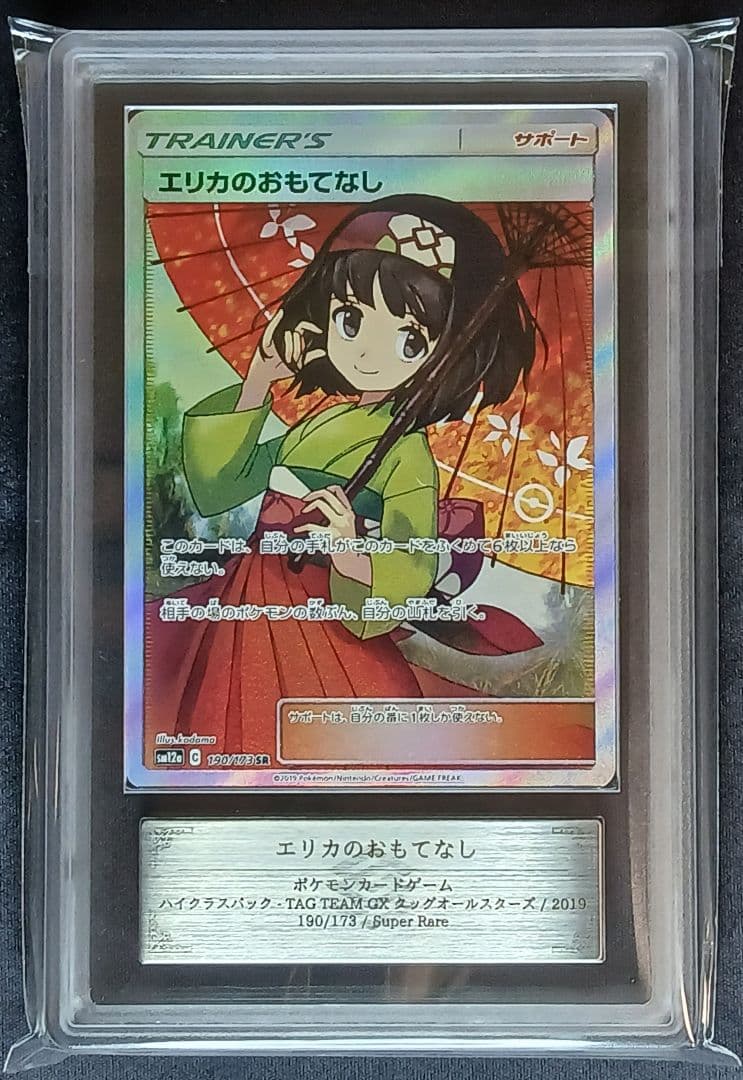 TRAINER'S サポート
エリカのおもてなし
このカードは、自分の手札がこのカードをふくめて6枚以上なら
使えない。
相手の場のポケモンの数ぶん、自分の山札を引く。
サポートは、自分の番に1枚しか使えない。
illus. kodama
sm12a C 190/173 SR
©2019 Pokémon/Nintendo/Creatures/GAME FREAK
エリカのおもてなし
ポケモンカードゲーム
ハイクラスパック - TAG TEAM GX タッグオールスターズ / 2019
190/173 / Super Rare